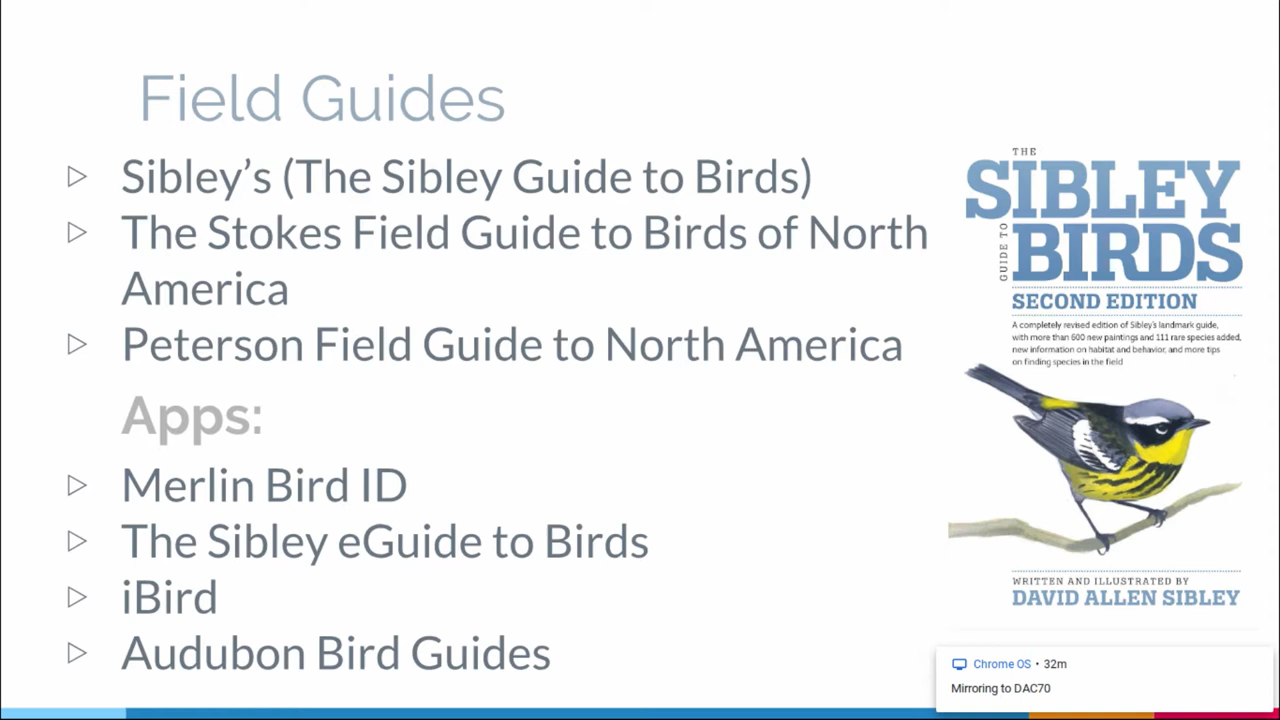 Field Guides
Sibley’s (The Sibley Guide to Birds)
The Stokes Field Guide to Birds of North
America
Peterson Field Guide to North America
Apps:
Merlin Bird ID
The Sibley eGuide to Birds
iBird
Audubon Bird Guides
THE
SIBLEY
GUIDE TO
BIRDS
SECOND EDITION
A completely revised edition of Sibley's landmark guide,
with more than 600 new paintings and 111 rare species added,
new information on habitat and behavior, and more tips
on finding species in the field
WRITTEN AND ILLUSTRATED BY
DAVID ALLEN SIBLEY
Chrome OS • 32m
Mirroring to DAC70